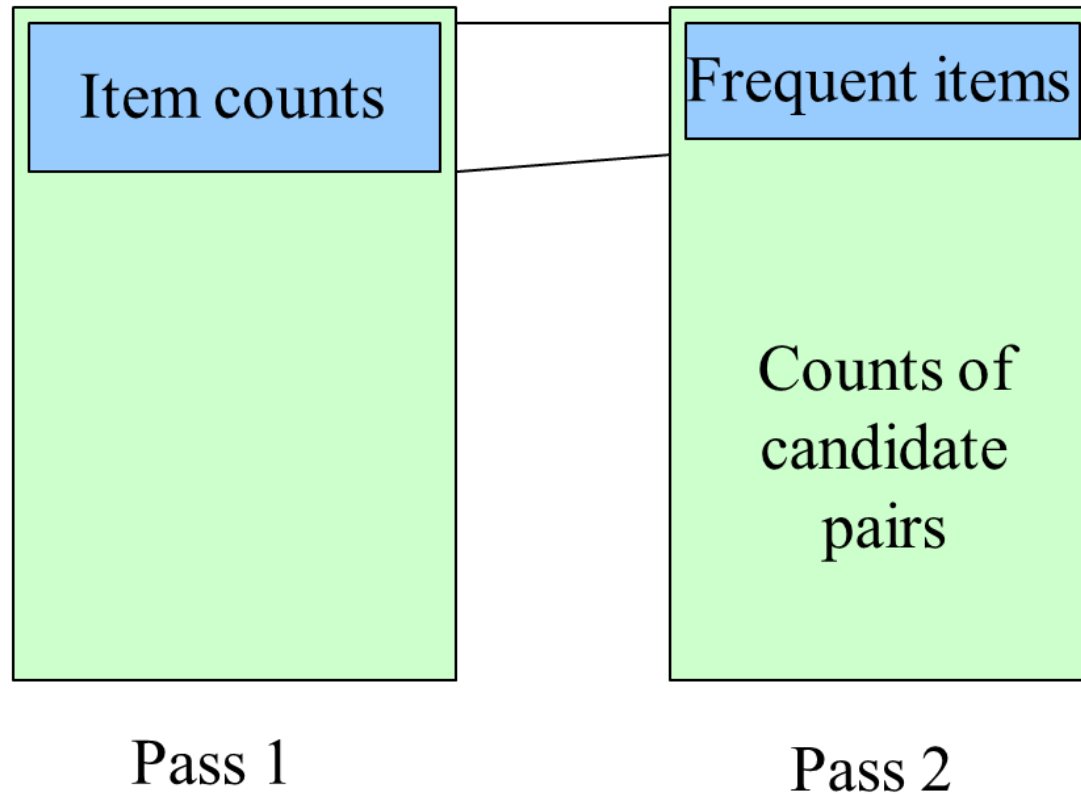 Item counts
Frequent items
Counts of
candidate
pairs
Pass 1
Pass 2